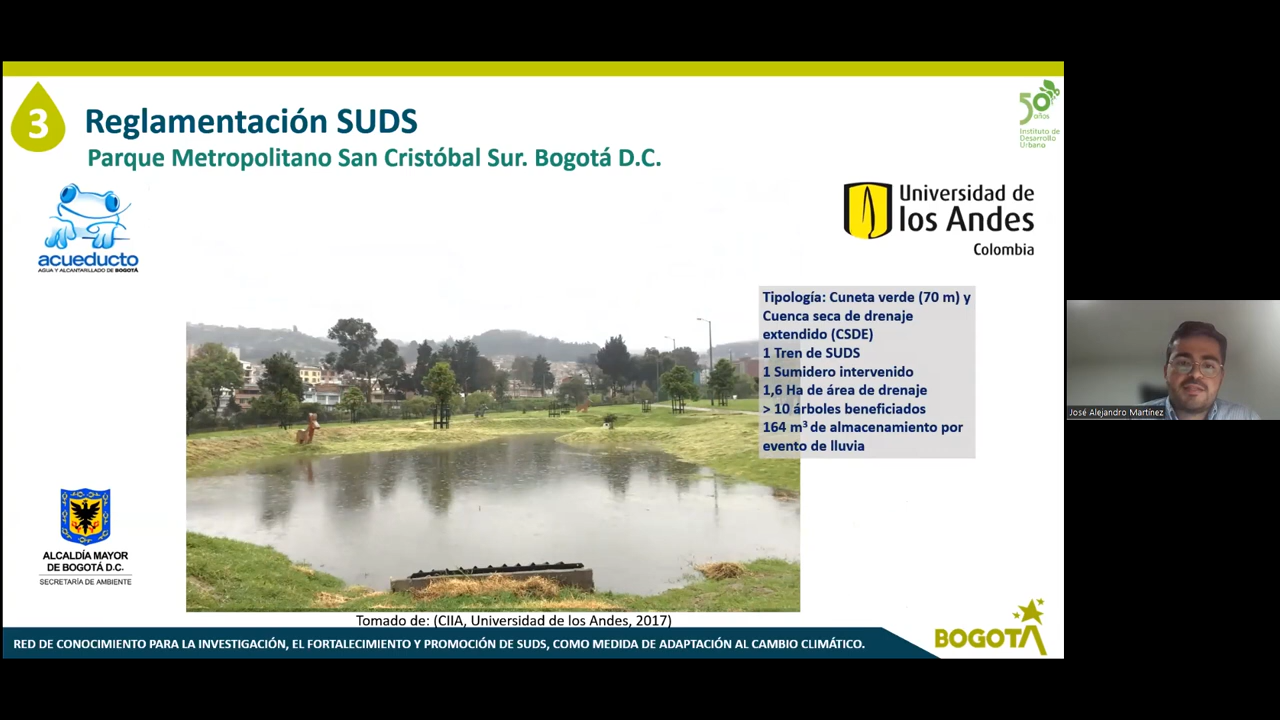 3
Reglamentación SUDS
Parque Metropolitano San Cristóbal Sur. Bogotá D.C.
50
años
Instituto de
Desarrollo
Urbano
acueducto
AGUA Y ALCANTARILLADO DE BOGOTÁ
Universidad de
los Andes
Colombia
Tipología: Cuneta verde (70 m) y
Cuenca seca de drenaje
extendido (CSDE)
1 Tren de SUDS
1 Sumidero intervenido
1,6 Ha de área de drenaje
> 10 árboles beneficiados
164 m³ de almacenamiento por
evento de lluvia
José Alejandro Martínez
ALCALDÍA MAYOR
DE BOGOTÁ D.C.
SECRETARÍA DE AMBIENTE
Tomado de: (CIIA, Universidad de los Andes, 2017)
RED DE CONOCIMIENTO PARA LA INVESTIGACIÓN, EL FORTALECIMIENTO Y PROMOCIÓN DE SUDS, COMO MEDIDA DE ADAPTACIÓN AL CAMBIO CLIMÁTICO.
BOGOTÁ